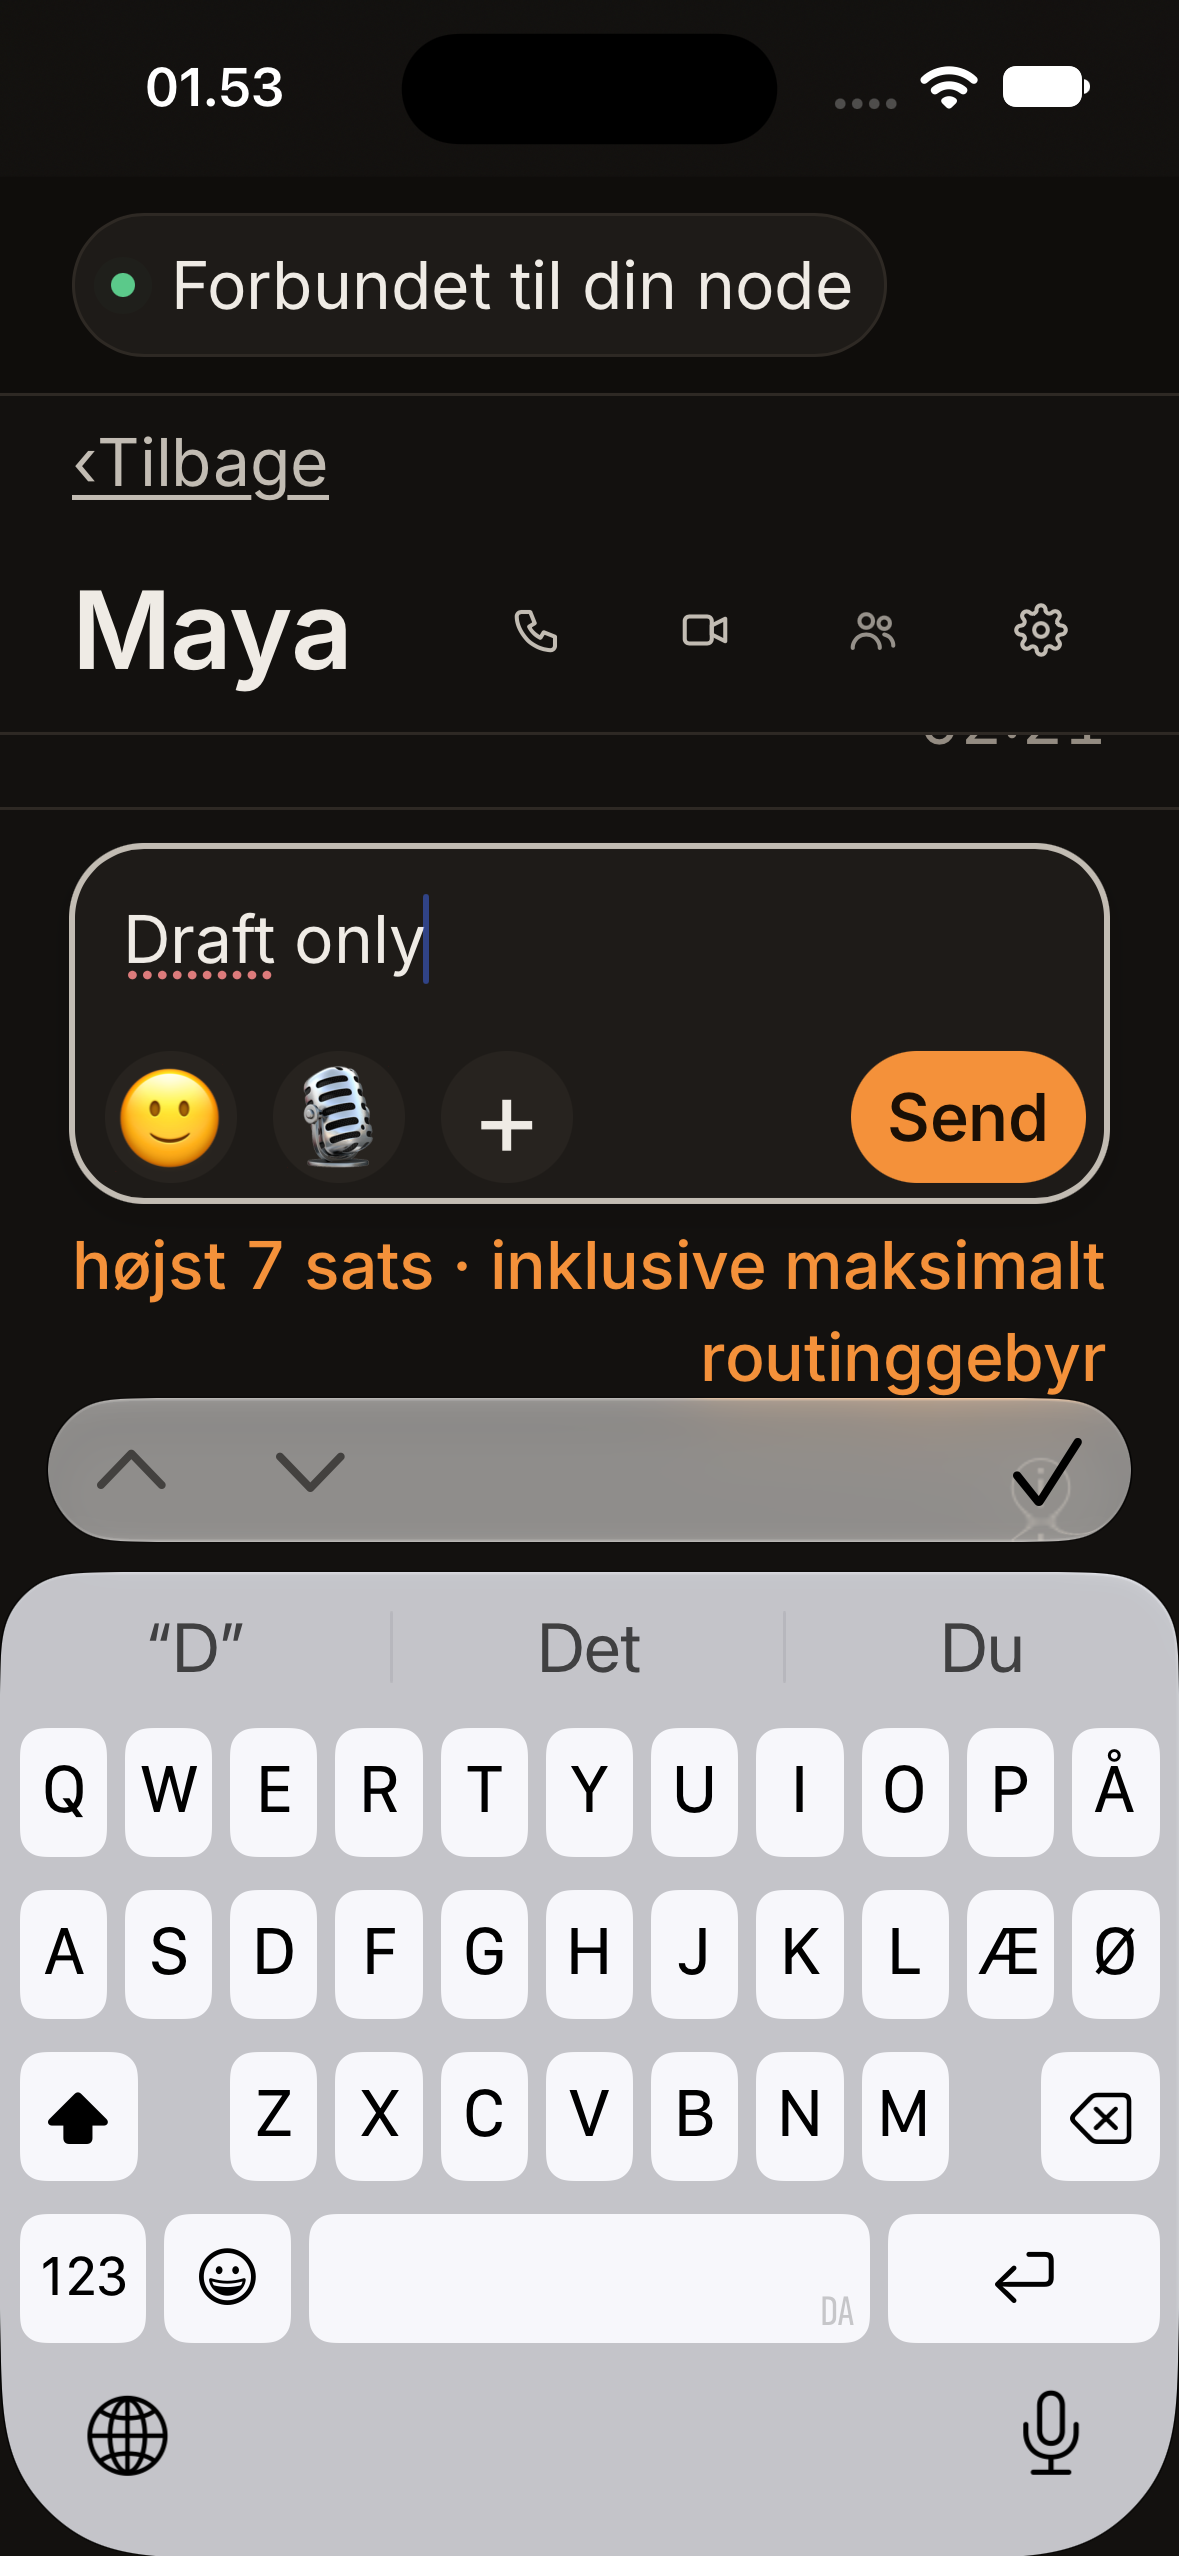 01.53
Forbundet til din node
‹Tilbage
Maya
Draft only
Send
højst 7 sats · inklusive maksimalt
routinggebyr
“D” Det Du
Q W E R T Y U I O P Å
A S D F G H J K L Æ Ø
Z X C V B N M
123
DA